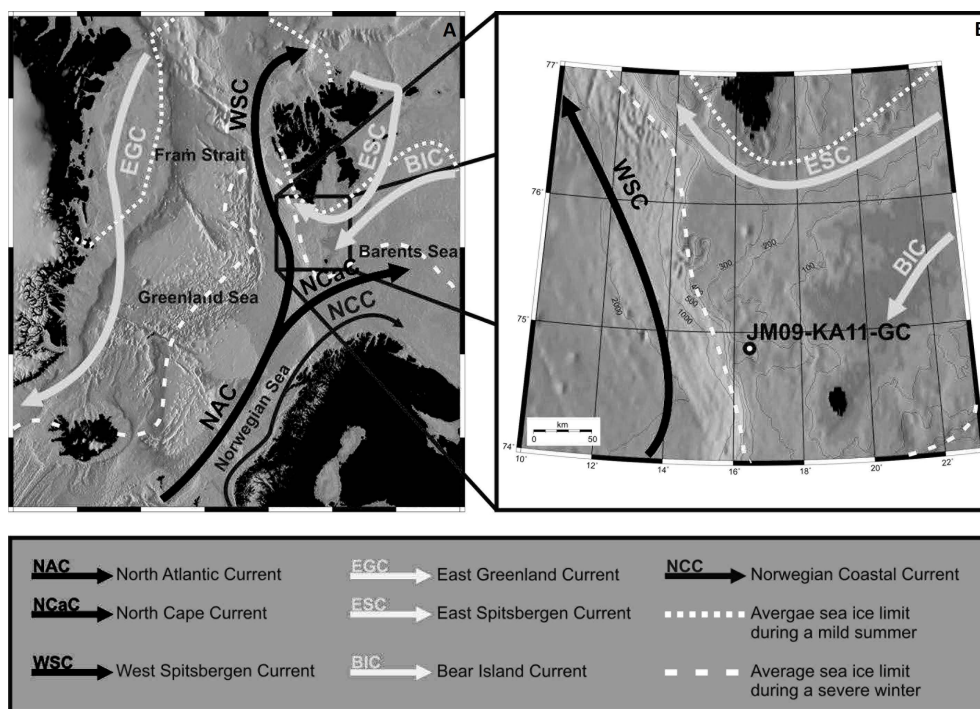 A
WSC
EGC
Fram Strait
ESC
BIC
Barents Sea
NCaC
Greenland Sea
NCC
NAC
Norwegian Sea
77°
WSC
ESC
76°
BIC
200
300
100
400
500
2000
1000
75°
JM09-KA11-GC
km
0 50
74°
10° 12° 14° 16° 18° 20° 22°
NAC North Atlantic Current
EGC East Greenland Current
NCC Norwegian Coastal Current
NCaC North Cape Current
ESC East Spitsbergen Current
Avergae sea ice limit
during a mild summer
WSC West Spitsbergen Current
BIC Bear Island Current
Average sea ice limit
during a severe winter